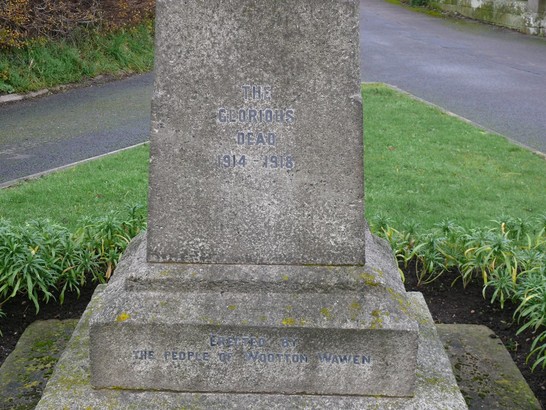 THE
GLORIOUS
DEAD
1914-1918
ERECTED BY
THE PEOPLE OF WOOTTON WAWEN